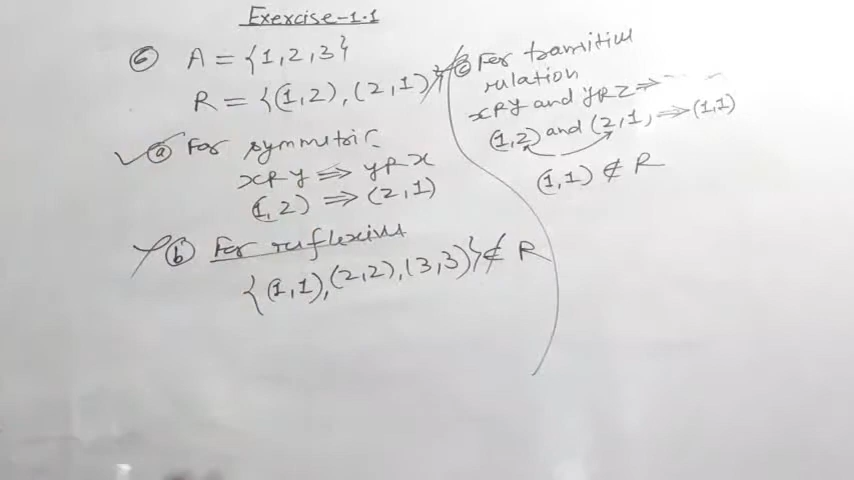 Exercise-1.1
⑥ A = {1,2,3}
R = {(1,2), (2,1)}
ⓐ For symmetric
xRy ⇒ yRx
(1,2) ⇒ (2,1)
ⓑ For reflexive
{(1,1),(2,2),(3,3)} ∉ R
ⓒ For transitive
relation
xRy and yRz ⇒
(1,2) and (2,1) ⇒ (1,1)
(1,1) ∉ R